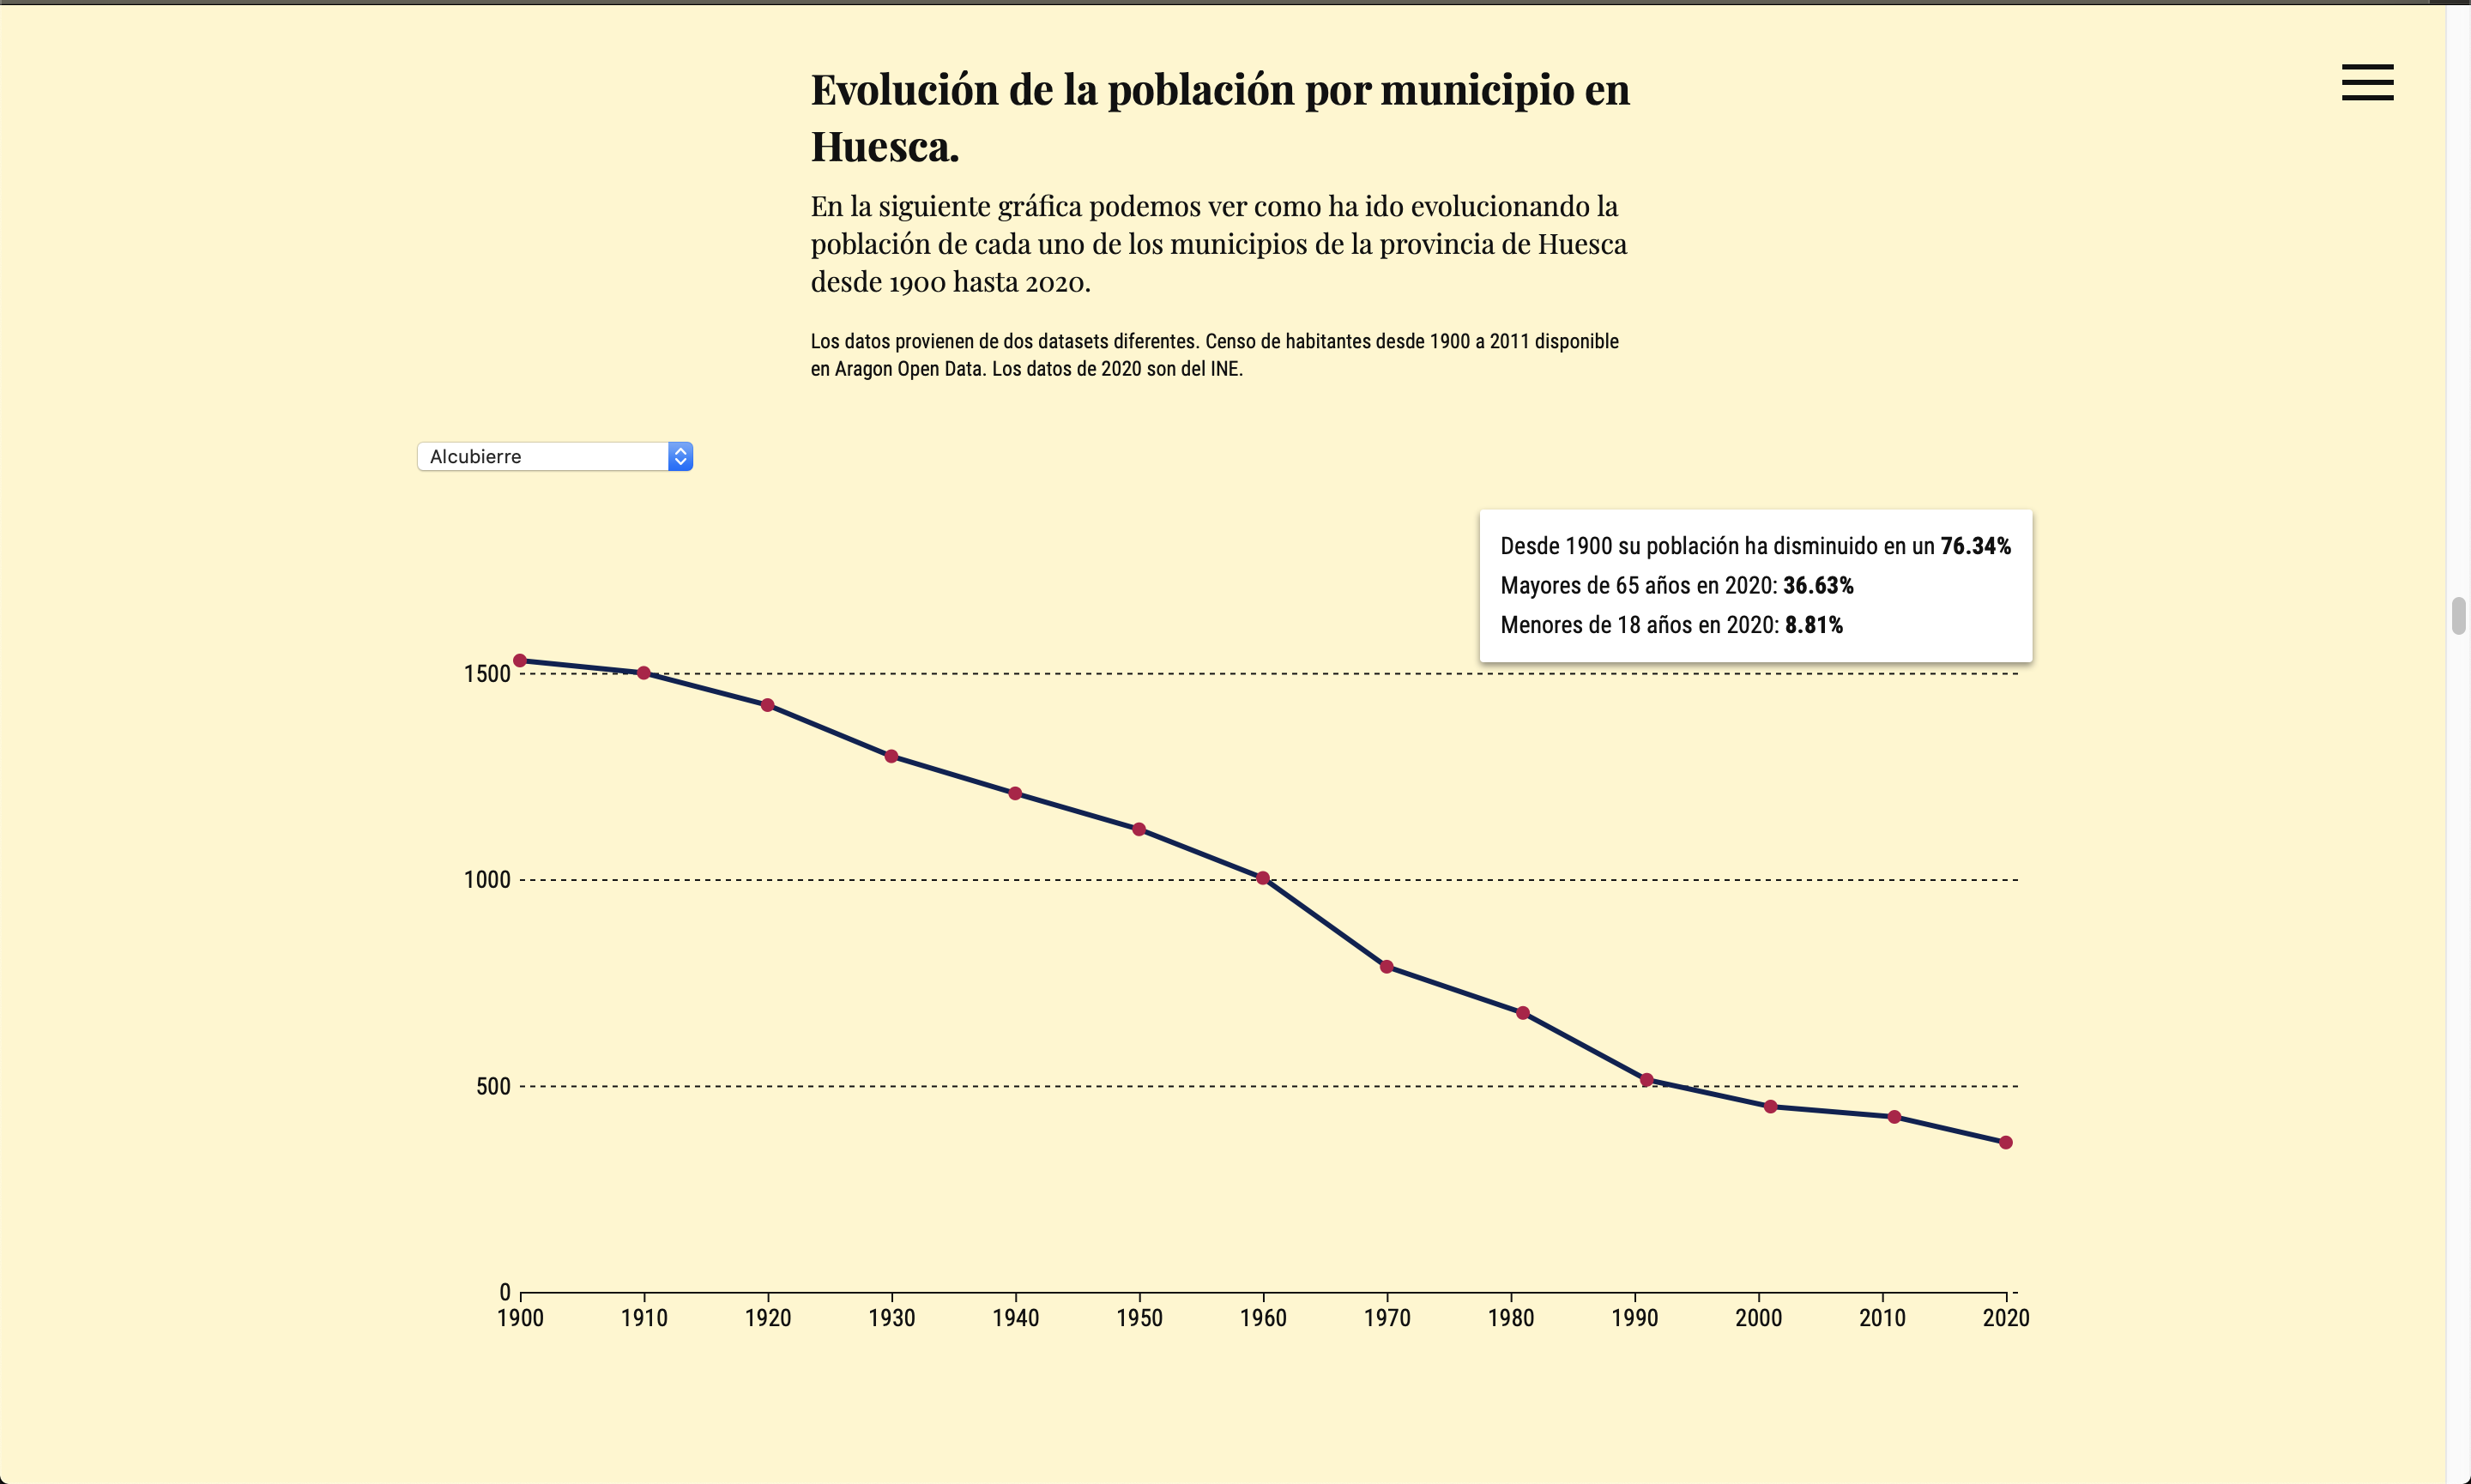 Evolución de la población por municipio en
Huesca.
En la siguiente gráfica podemos ver como ha ido evolucionando la
población de cada uno de los municipios de la provincia de Huesca
desde 1900 hasta 2020.
Los datos provienen de dos datasets diferentes. Censo de habitantes desde 1900 a 2011 disponible
en Aragon Open Data. Los datos de 2020 son del INE.
Alcubierre
Desde 1900 su población ha disminuido en un 76.34%
Mayores de 65 años en 2020: 36.63%
Menores de 18 años en 2020: 8.81%
1500
1000
500
0
1900 1910 1920 1930 1940 1950 1960 1970 1980 1990 2000 2010 2020